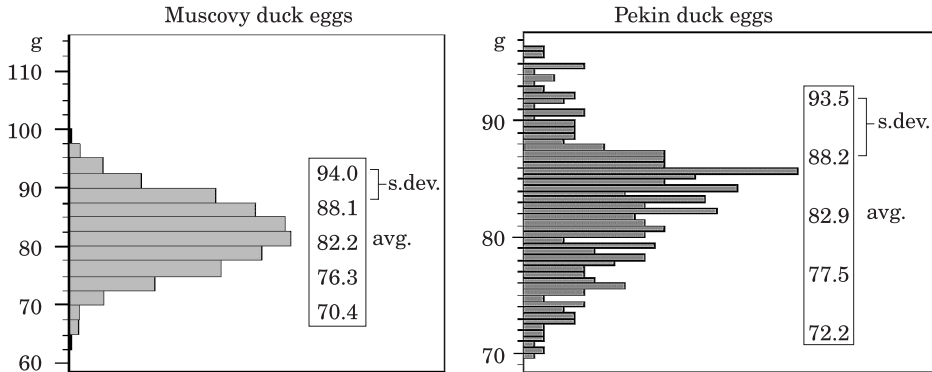 Muscovy duck eggs
g
110
100
90
80
70
60
94.0
s.dev.
88.1
82.2
avg.
76.3
70.4
Pekin duck eggs
g
90
80
70
93.5
s.dev.
88.2
82.9
avg.
77.5
72.2